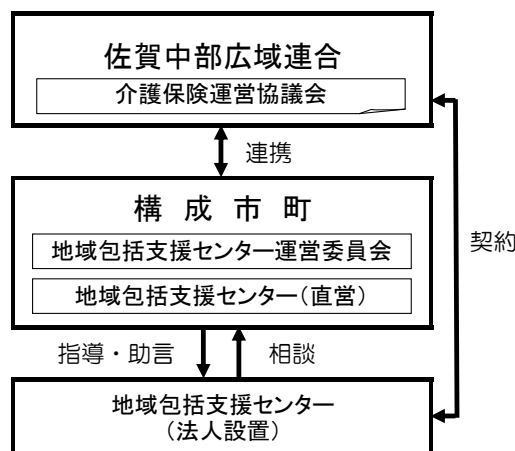 佐賀中部広域連合
介護保険運営協議会
連携
構成市町
地域包括支援センター運営委員会
地域包括支援センター（直営）
契約
指導・助言
相談
地域包括支援センター
（法人設置）